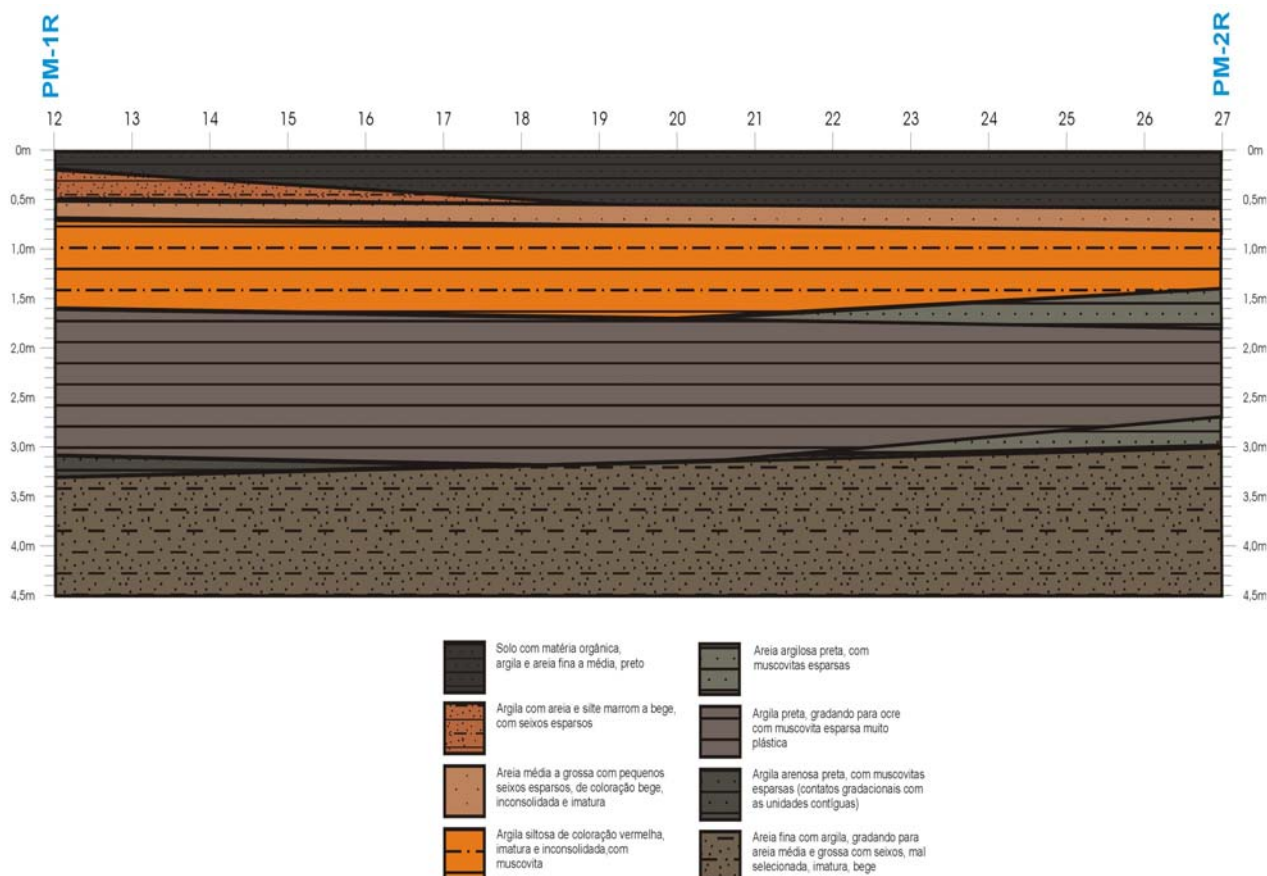 PM-1R
PM-2R
12 13 14 15 16 17 18 19 20 21 22 23 24 25 26 27
0m 0m
0,5m 0,5m
1,0m 1,0m
1,5m 1,5m
2,0m 2,0m
2,5m 2,5m
3,0m 3,0m
3,5m 3,5m
4,0m 4,0m
4,5m 4,5m
Solo com matéria orgânica,
argila e areia fina a média, preto
Argila com areia e silte marrom a bege,
com seixos esparsos
Areia média a grossa com pequenos
seixos esparsos, de coloração bege,
inconsolidada e imatura
Argila siltosa de coloração vermelha,
imatura e inconsolidada,com
muscovita
Areia argilosa preta, com
muscovitas esparsas
Argila preta, gradando para ocre
com muscovita esparsa muito
plástica
Argila arenosa preta, com muscovitas
esparsas (contatos gradacionais com
as unidades contíguas)
Areia fina com argila, gradando para
areia média e grossa com seixos, mal
selecionada, imatura, bege